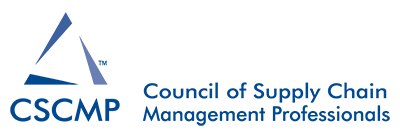 TM
CSCMP
Council of Supply Chain
Management Professionals